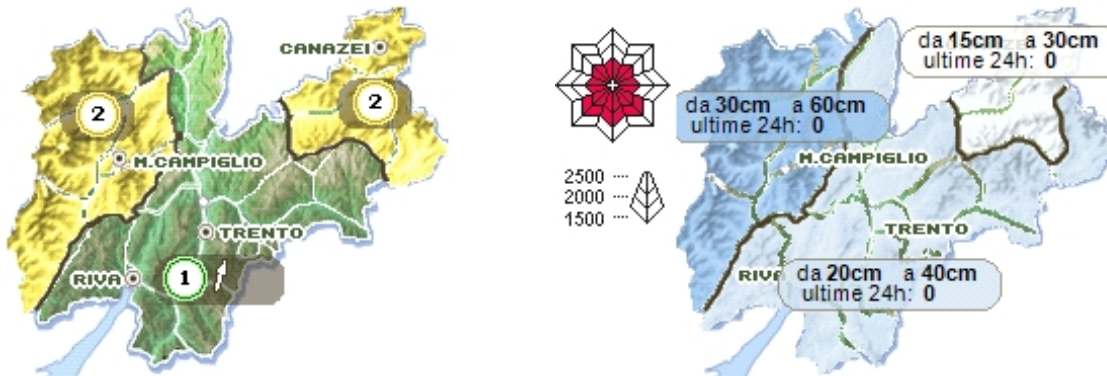 CANAZEI
2
2
M.CAMPIGLIO
TRENTO
RIVA
1
da 15cm a 30cm
ultime 24h: 0
da 30cm a 60cm
ultime 24h: 0
M.CAMPIGLIO
2500
2000
1500
TRENTO
RIVA
da 20cm a 40cm
ultime 24h: 0